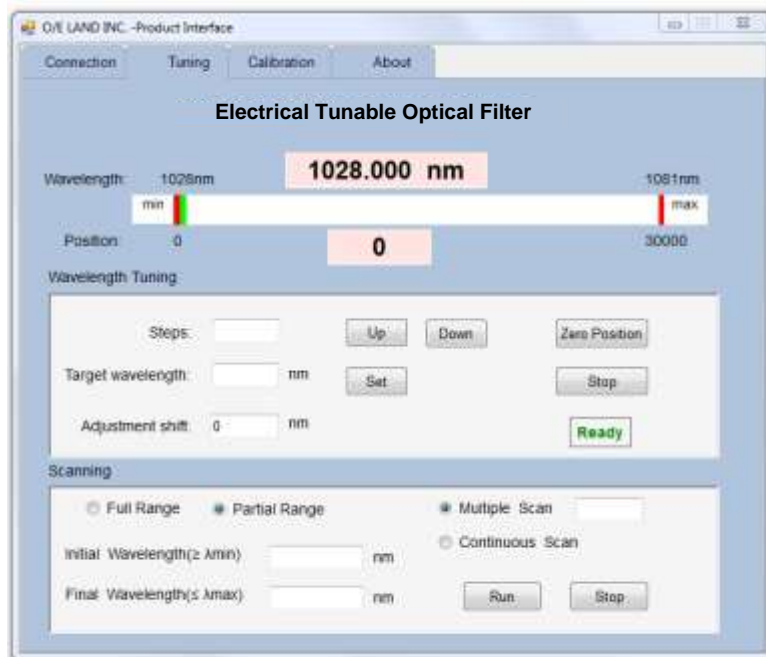 O/E LAND INC. -Product Interface
Connection Tuning Calibration About
Electrical Tunable Optical Filter
Wavelength: 1028nm 1028.000 nm 1081nm
min max
Position: 0 0 30000
Wavelength Tuning
Steps: Up Down Zero Position
Target wavelength: nm Set Stop
Adjustment shift: 0 nm Ready
Scanning
Full Range Partial Range Multiple Scan
Continuous Scan
Initial Wavelength(≥ λmin) nm
Final Wavelength(≤ λmax) nm Run Stop